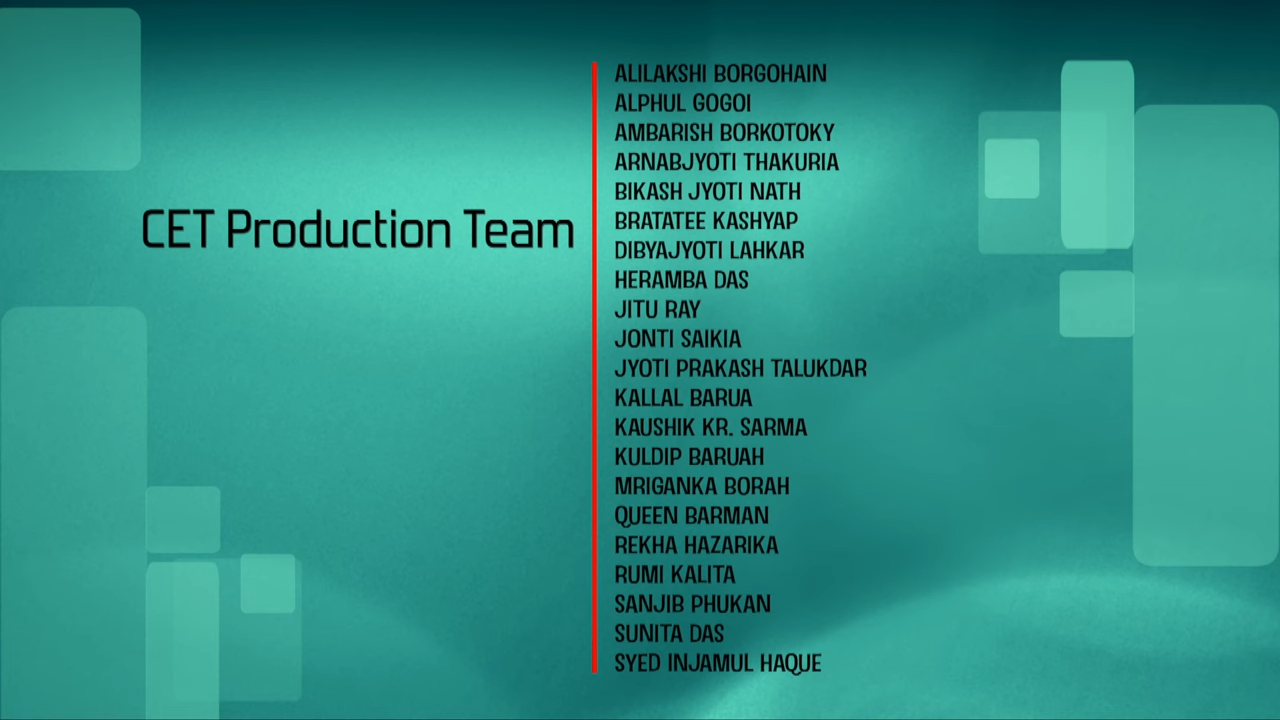 CET Production Team
ALILAKSHI BORGOHAIN
ALPHUL GOGOI
AMBARISH BORKOTOKY
ARNABJYOTI THAKURIA
BIKASH JYOTI NATH
BRATATEE KASHYAP
DIBYAJYOTI LAHKAR
HERAMBA DAS
JITU RAY
JONTI SAIKIA
JYOTI PRAKASH TALUKDAR
KALLAL BARUA
KAUSHIK KR. SARMA
KULDIP BARUAH
MRIGANKA BORAH
QUEEN BARMAN
REKHA HAZARIKA
RUMI KALITA
SANJIB PHUKAN
SUNITA DAS
SYED INJAMUL HAQUE